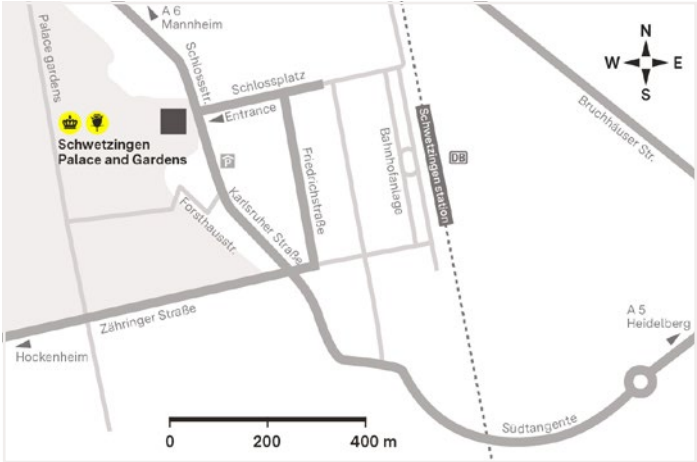 A 6
Mannheim
N
W
E
S
Palace gardens
Schlossstr.
Schlossplatz
Entrance
Bruchhäuser Str.
Schwetzingen
Palace and Gardens
P
Friedrichstraße
Bahnhofanlage
Schwetzingen station
DB
Karlsruher Straße
Forsthausstr.
Zähringer Straße
Hockenheim
A 5
Heidelberg
Südtangente
0
200
400 m